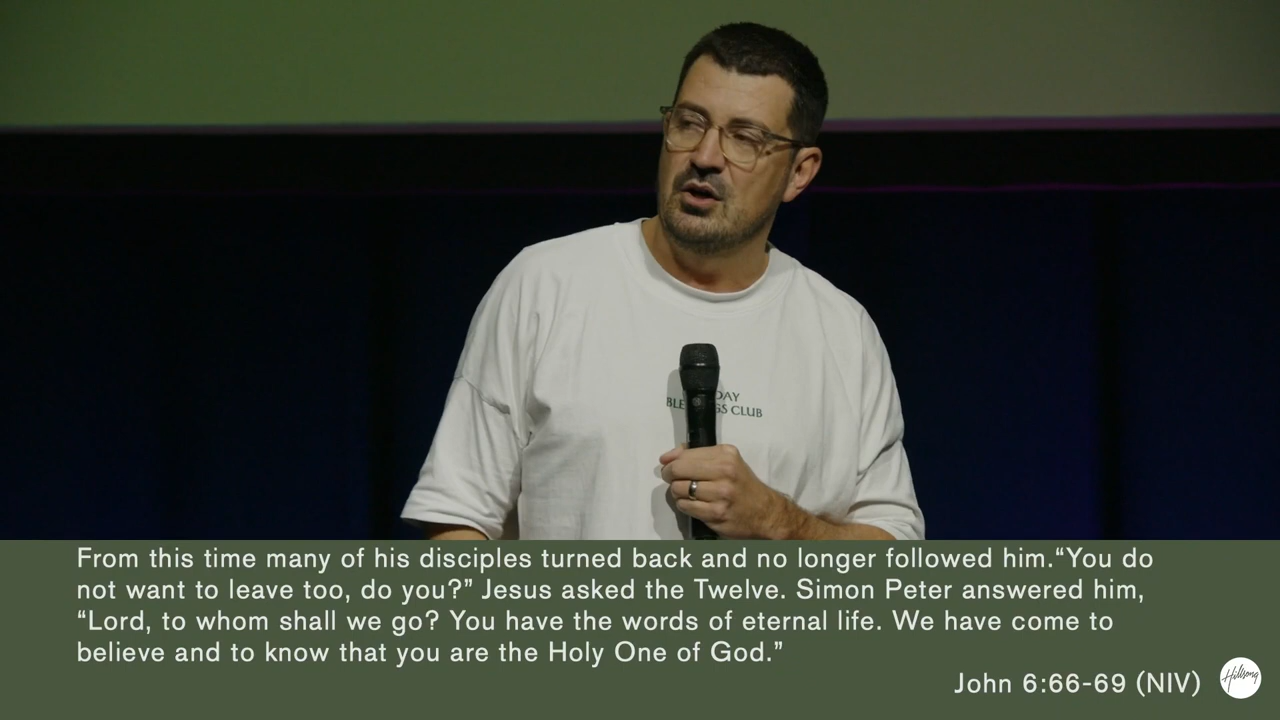 DAY
CLUB
From this time many of his disciples turned back and no longer followed him.“You do
not want to leave too, do you?” Jesus asked the Twelve. Simon Peter answered him,
“Lord, to whom shall we go? You have the words of eternal life. We have come to
believe and to know that you are the Holy One of God.”
John 6:66-69 (NIV)
Hillsong